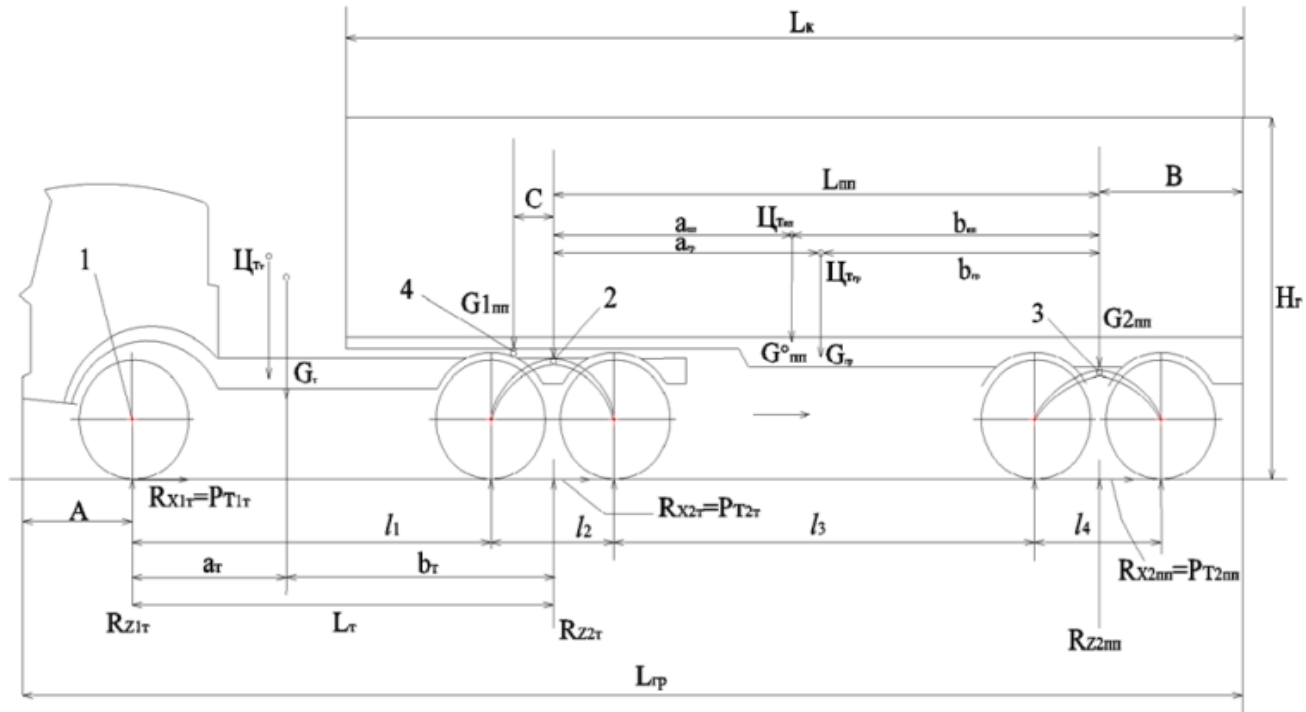 Lк
Lпп
B
C
Цтпп
aпп
bпп
aгр
Цтт
Цтгр
bгр
1
4
G1пп
2
3
G2пп
Hг
G°пп
Gгр
Gт
RX1т=PT1т
A
l1
l2
RX2т=PT2т
l3
l4
aт
bт
RX2пп=PT2пп
RZ1т
Lт
RZ2т
RZ2пп
Lгр